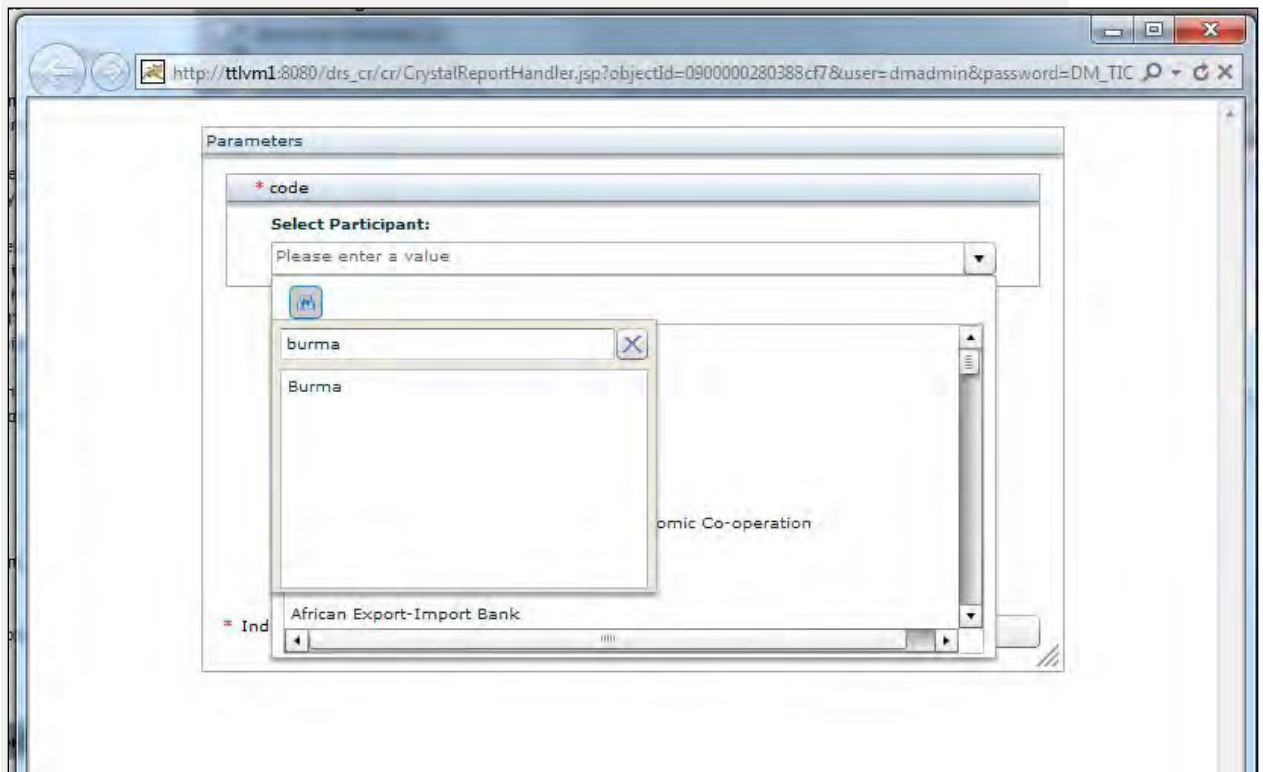 http://ttlvm1:8080/drs_cr/cr/CrystalReportHandler.jsp?objectId=0900000280388cf7&user=dmadmin&password=DM_TIC
Parameters
* code
Select Participant:
Please enter a value
burma
Burma
omic Co-operation
African Export-Import Bank
* Ind